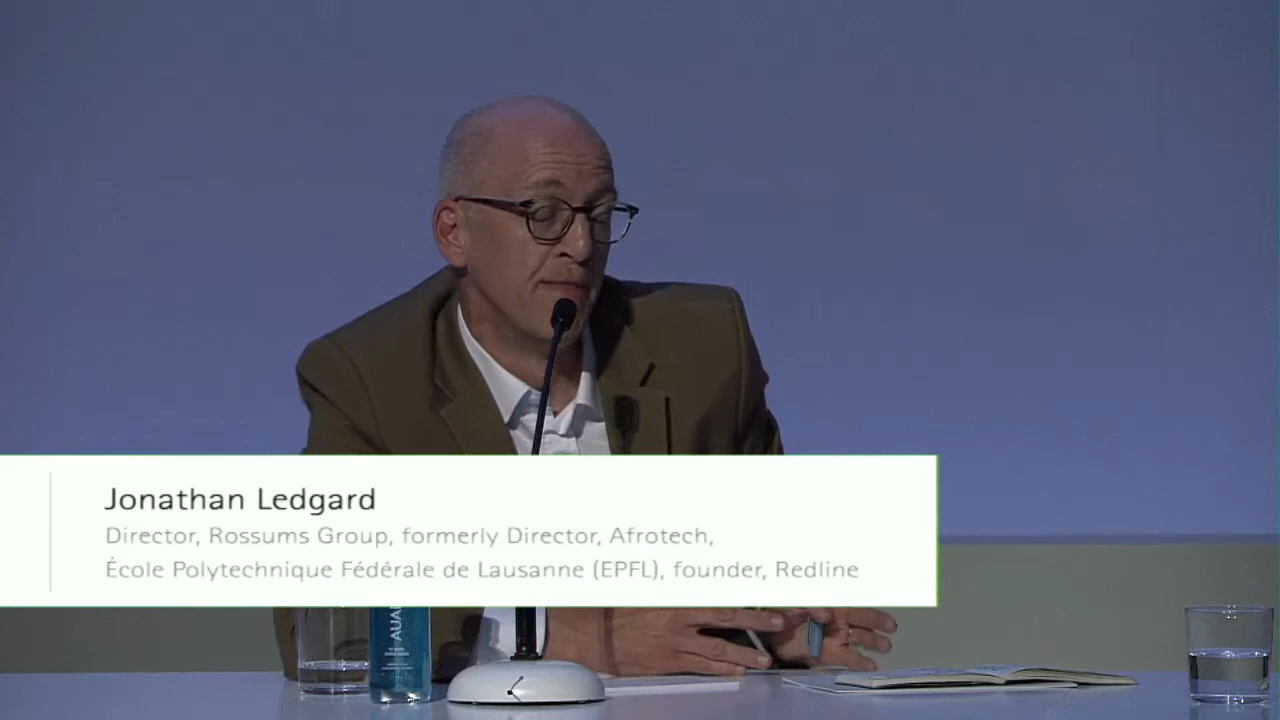 Jonathan Ledgard
Director, Rossums Group, formerly Director, Afrotech,
École Polytechnique Fédérale de Lausanne (EPFL), founder, Redline